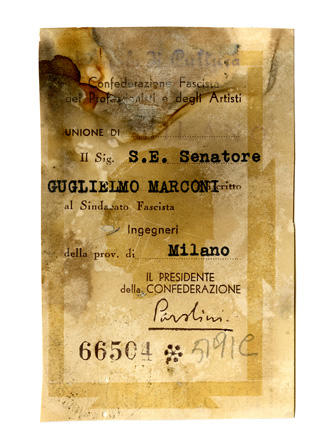 Confederazione Fascista
dei Professionisti e degli Artisti
UNIONE DI
Il Sig. S.E. Senatore
GUGLIELMO MARCONI
al Sindacato Fascista
Ingegneri
della prov. di Milano
IL PRESIDENTE
della CONFEDERAZIONE
66504